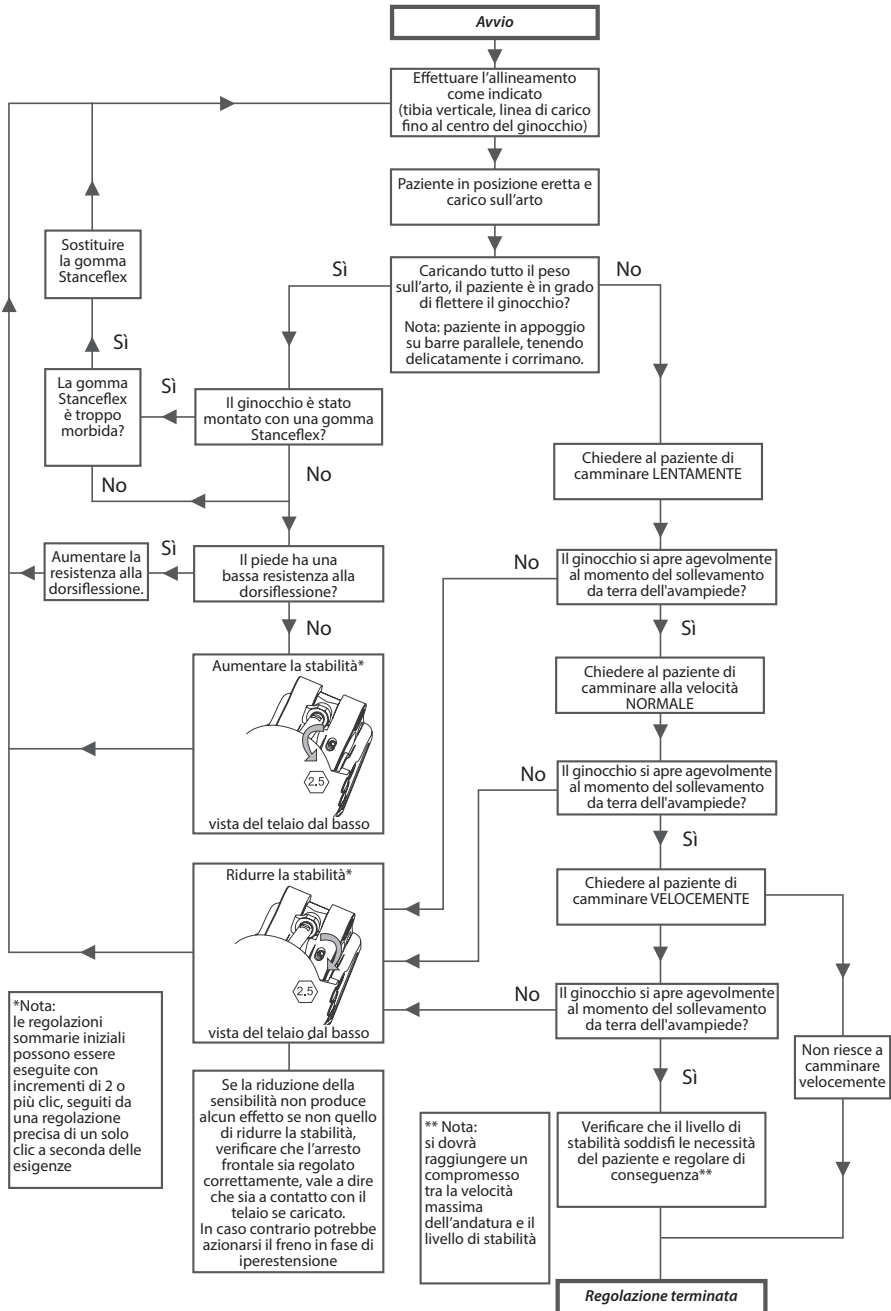 Avvio
Effettuare l'allineamento
come indicato
(tibia verticale, linea di carico
fino al centro del ginocchio)
Paziente in posizione eretta e
carico sull'arto
Caricando tutto il peso
sull'arto, il paziente è in grado
di flettere il ginocchio?
Nota: paziente in appoggio
su barre parallele, tenendo
delicatamente i corrimano.
Sì
No
Sostituire
la gomma
Stanceflex
Sì
La gomma
Stanceflex
è troppo
morbida?
Sì
Il ginocchio è stato
montato con una gomma
Stanceflex?
No
No
Chiedere al paziente di
camminare LENTAMENTE
Aumentare la
resistenza alla
dorsiflessione.
Sì
Il piede ha una
bassa resistenza alla
dorsiflessione?
No
No
Il ginocchio si apre agevolmente
al momento del sollevamento
da terra dell'avampiede?
Sì
Aumentare la stabilità*
2.5
vista del telaio dal basso
Chiedere al paziente di
camminare alla velocità
NORMALE
No
Il ginocchio si apre agevolmente
al momento del sollevamento
da terra dell'avampiede?
Sì
Ridurre la stabilità*
2.5
vista del telaio dal basso
Chiedere al paziente di
camminare VELOCEMENTE
No
Il ginocchio si apre agevolmente
al momento del sollevamento
da terra dell'avampiede?
Sì
Non riesce a
camminare
velocemente
*Nota:
le regolazioni
sommarie iniziali
possono essere
eseguite con
incrementi di 2 o
più clic, seguiti da
una regolazione
precisa di un solo
clic a seconda delle
esigenze
Se la riduzione della
sensibilità non produce
alcun effetto se non quello
di ridurre la stabilità,
verificare che l'arresto
frontale sia regolato
correttamente, vale a dire
che sia a contatto con il
telaio se caricato.
In caso contrario potrebbe
azionarsi il freno in fase di
iperestensione
** Nota:
si dovrà
raggiungere un
compromesso
tra la velocità
massima
dell'andatura e il
livello di stabilità
Verificare che il livello di
stabilità soddisfi le necessità
del paziente e regolare di
conseguenza**
Regolazione terminata